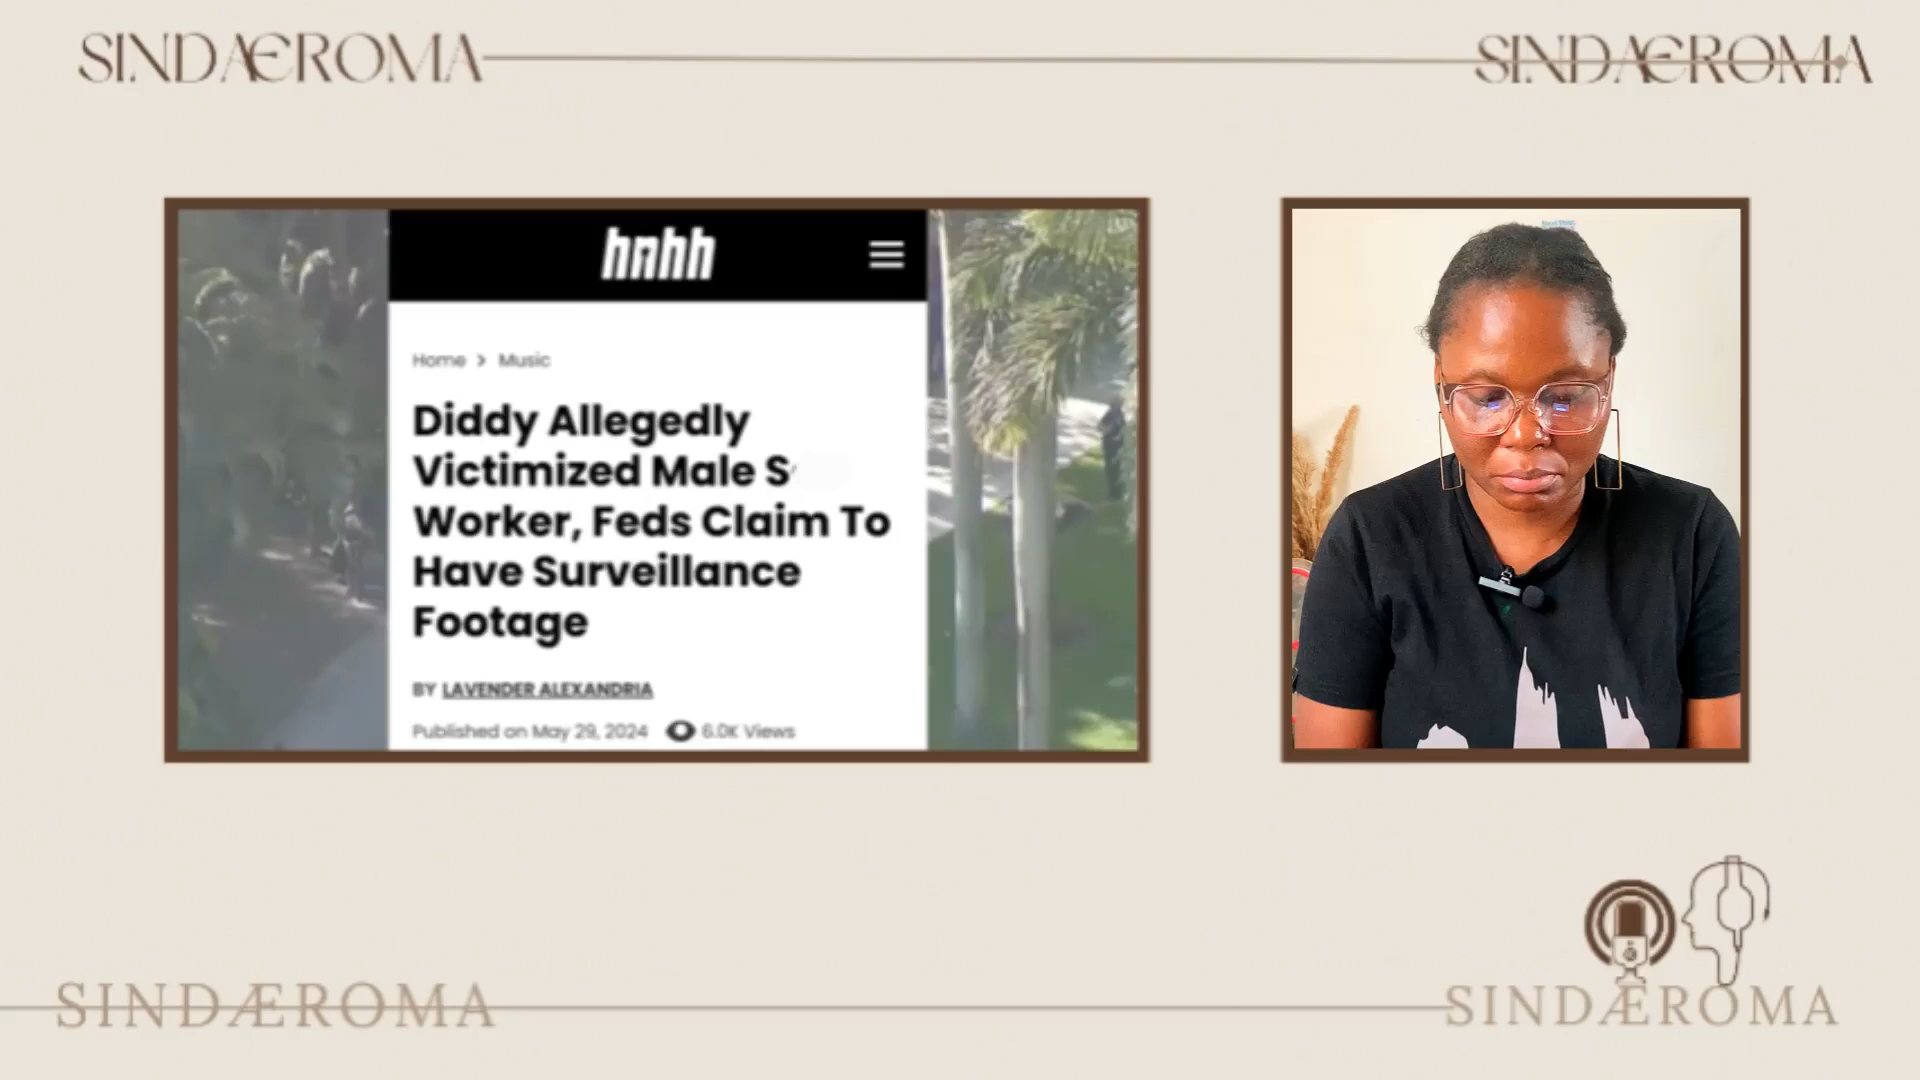 SINDÆROMA
SINDÆROMA
hnhh
Home > Music
Diddy Allegedly
Victimized Male S
Worker, Feds Claim To
Have Surveillance
Footage
BY LAVENDER ALEXANDRIA
Published on May 29, 2024 6.0K Views
SINDÆROMA
SINDÆROMA